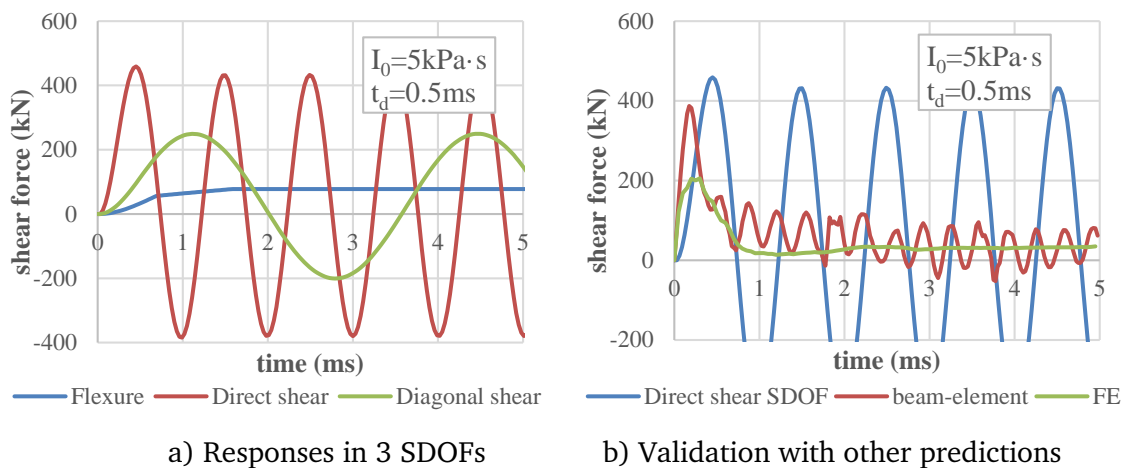 600
400
200
0
-200
-400
shear force (kN)
0 1 2 3 4 5
time (ms)
I₀=5kPa·s
t_d=0.5ms
Flexure Direct shear Diagonal shear
a) Responses in 3 SDOFs
600
400
200
0
-200
shear force (kN)
0 1 2 3 4 5
time (ms)
I₀=5kPa·s
t_d=0.5ms
Direct shear SDOF beam-element FE
b) Validation with other predictions